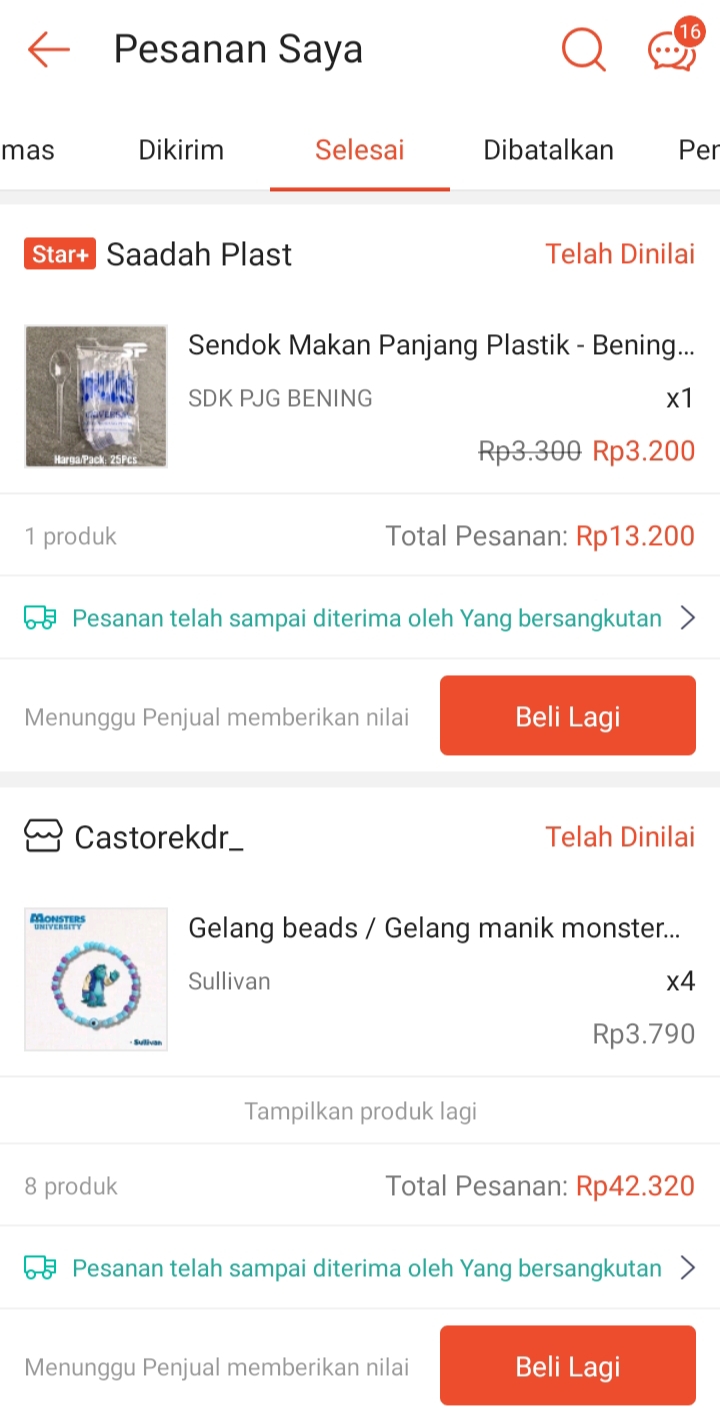 Pesanan Saya
16
mas
Dikirim
Selesai
Dibatalkan
Per
Star+ Saadah Plast
Telah Dinilai
Sendok Makan Panjang Plastik - Bening...
SDK PJG BENING
x1
Rp3.300 Rp3.200
SP
Harga/Pack: 25Pcs
1 produk
Total Pesanan: Rp13.200
Pesanan telah sampai diterima oleh Yang bersangkutan
Menunggu Penjual memberikan nilai
Beli Lagi
Castorekdr_
Telah Dinilai
MONSTERS
UNIVERSITY
- Sullivan
Gelang beads / Gelang manik monster...
Sullivan
x4
Rp3.790
Tampilkan produk lagi
8 produk
Total Pesanan: Rp42.320
Pesanan telah sampai diterima oleh Yang bersangkutan
Menunggu Penjual memberikan nilai
Beli Lagi